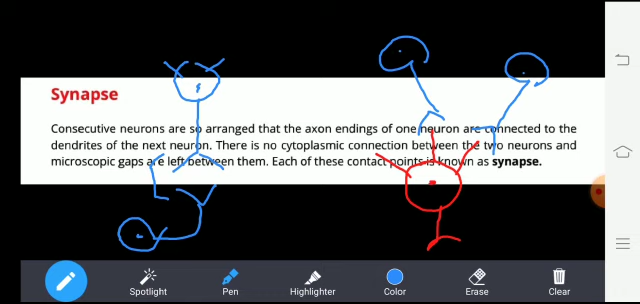 Synapse
Consecutive neurons are so arranged that the axon endings of one neuron are connected to the
dendrites of the next neuron. There is no cytoplasmic connection between the two neurons and
microscopic gaps are left between them. Each of these contact points is known as synapse.
Spotlight Pen Highlighter Color Erase Clear